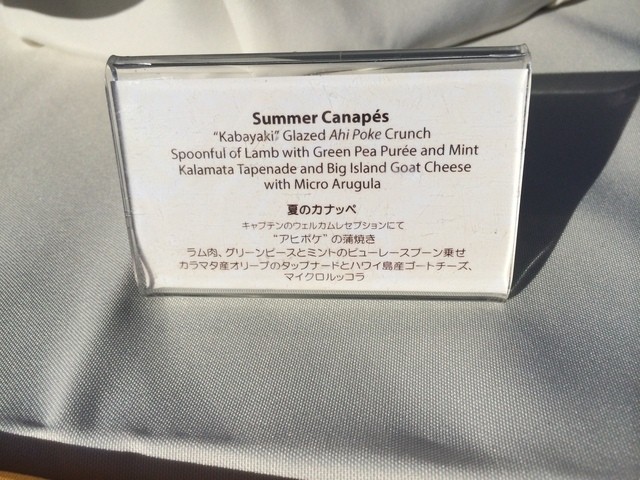 Summer Canapés
"Kabayaki" Glazed Ahi Poke Crunch
Spoonful of Lamb with Green Pea Purée and Mint
Kalamata Tapenade and Big Island Goat Cheese
with Micro Arugula
夏のカナッペ
キャプテンのウェルカムレセプションにて
“アヒポケ”の蒲焼き
ラム肉、グリーンピースとミントのピューレースプーン乗せ
カラマタ産オリーブのタップナードとハワイ島産ゴートチーズ、
マイクロルッコラ